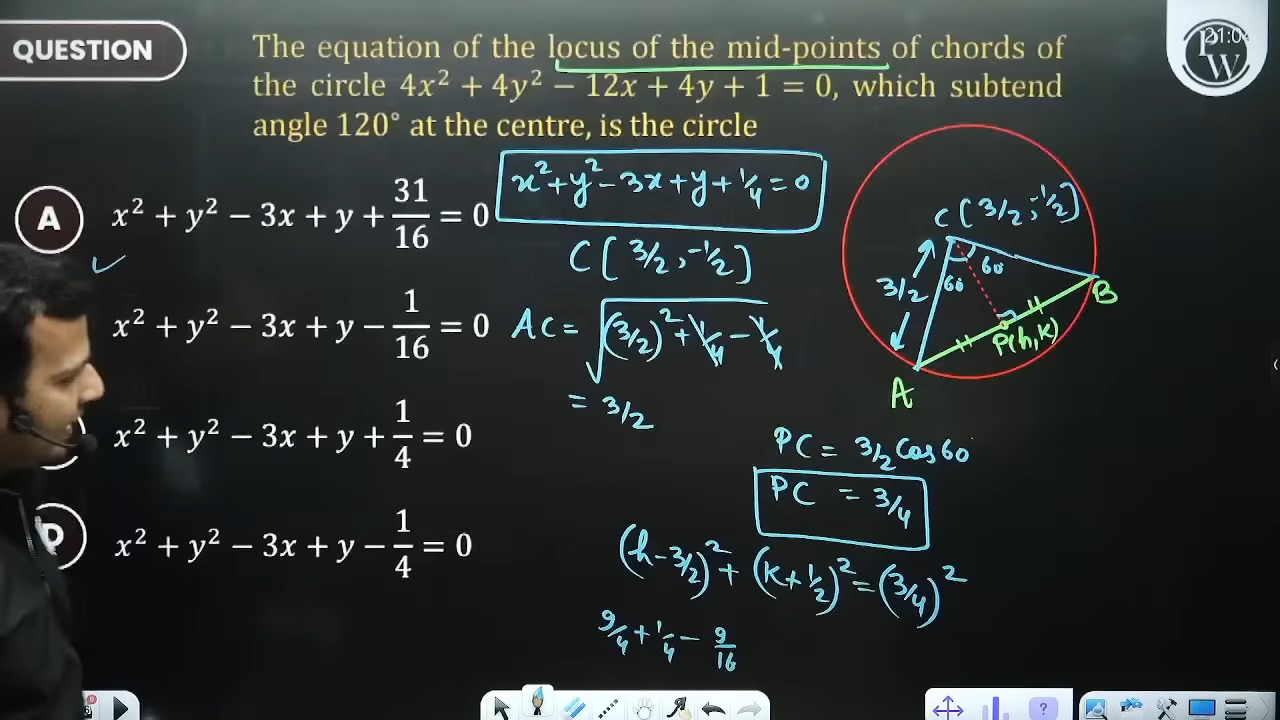 QUESTION
The equation of the locus of the mid-points of chords of
the circle 4x² + 4y² − 12x + 4y + 1 = 0, which subtend
angle 120° at the centre, is the circle
A x² + y² − 3x + y + 31/16 = 0
x² + y² − 3x + y − 1/16 = 0
x² + y² − 3x + y + 1/4 = 0
D x² + y² − 3x + y − 1/4 = 0
x² + y² − 3x + y + 1/4 = 0
C [3/2, −1/2]
AC = √((3/2)² + 1/4 − 1/4)
= 3/2
C [3/2, −1/2]
3/2
60
60
B
P(h, k)
A
PC = 3/2 Cos 60
PC = 3/4
(h − 3/2)² + (k + 1/2)² = (3/4)²
9/4 + 1/4 − 9/16
W
?